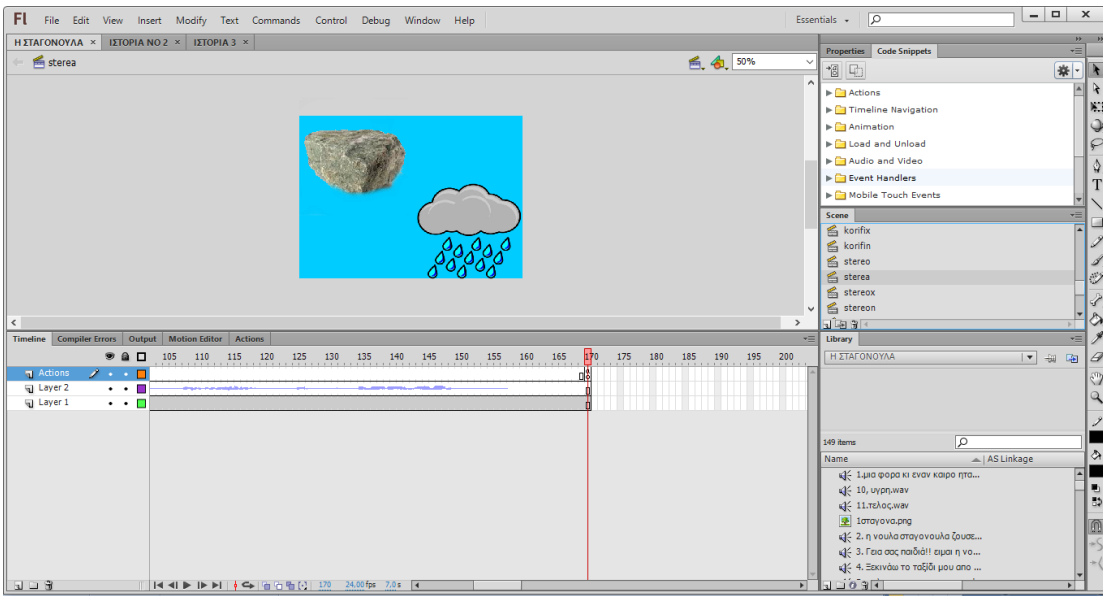 Fl File Edit View Insert Modify Text Commands Control Debug Window Help Essentials
Η ΣΤΑΓΟΝΟΥΛΑ × ΙΣΤΟΡΙΑ ΝΟ 2 × ΙΣΤΟΡΙΑ 3 ×
sterea 50%
Properties Code Snippets
Actions
Timeline Navigation
Animation
Load and Unload
Audio and Video
Event Handlers
Mobile Touch Events
Scene
korifix
korifin
stereo
sterea
stereox
stereon
Timeline Compiler Errors Output Motion Editor Actions
105 110 115 120 125 130 135 140 145 150 155 160 165 170 175 180 185 190 195 200
Actions
Layer 2
Layer 1
170 24,00 fps 7,0 s
Library
Η ΣΤΑΓΟΝΟΥΛΑ
149 items
Name AS Linkage
1.μια φορα κι εναν καιρο ητα...
10, υγρη.wav
11.τελος.wav
1σταγονα.png
2. η νουλα σταγονουλα ζουσε...
3. Γεια σας παιδιά!! ειμαι η νο...
4. Ξεκινάω το ταξίδι μου απο ...